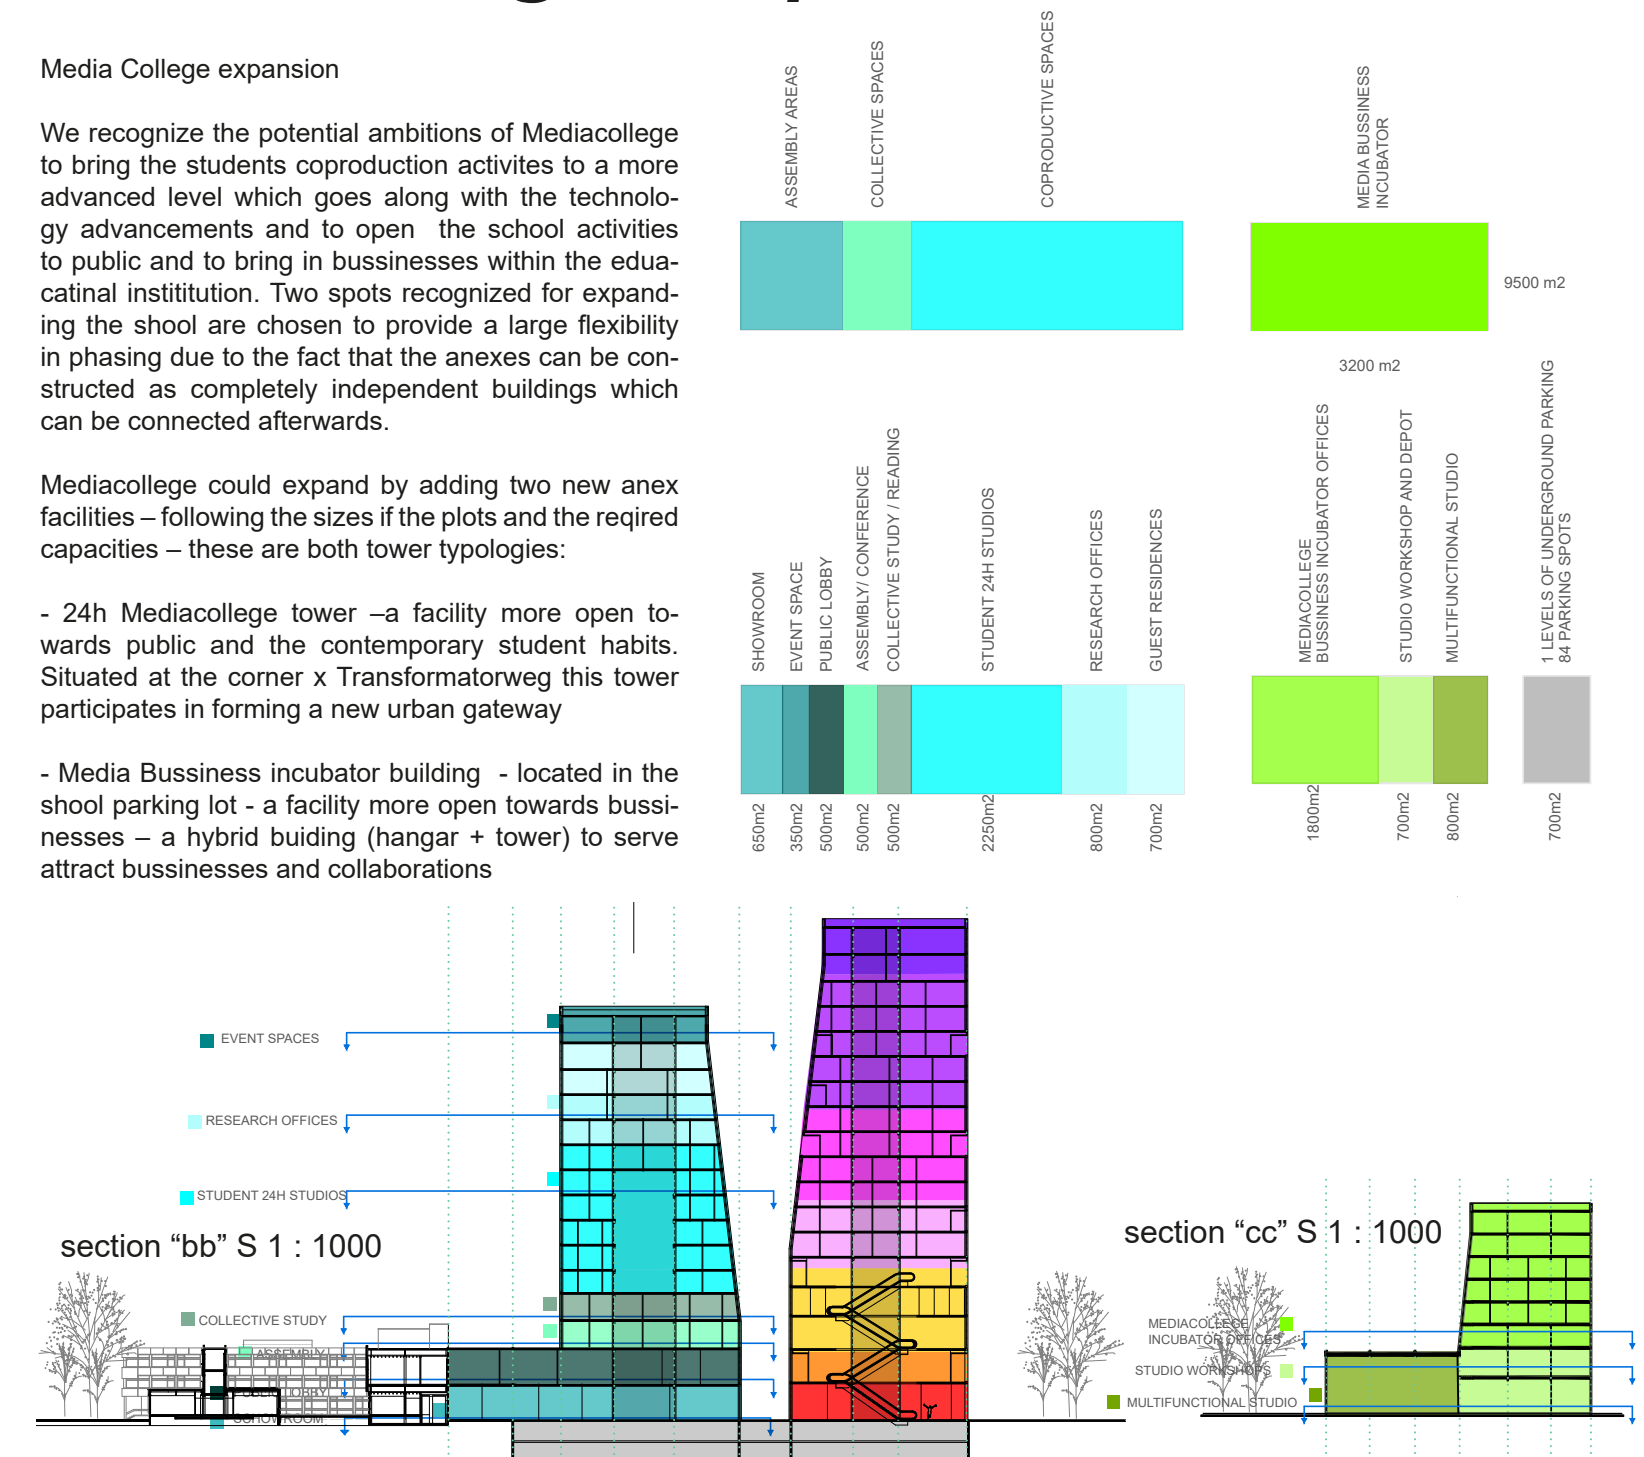 Media College expansion
We recognize the potential ambitions of Mediacollege
to bring the students coproduction activites to a more
advanced level which goes along with the technolo-
gy advancements and to open the school activities
to public and to bring in bussinesses within the edua-
catinal instititution. Two spots recognized for expand-
ing the shool are chosen to provide a large flexibility
in phasing due to the fact that the anexes can be con-
structed as completely independent buildings which
can be connected afterwards.
Mediacollege could expand by adding two new anex
facilities – following the sizes if the plots and the reqired
capacities – these are both tower typologies:
- 24h Mediacollege tower –a facility more open to-
wards public and the contemporary student habits.
Situated at the corner x Transformatorweg this tower
participates in forming a new urban gateway
- Media Bussiness incubator building - located in the
shool parking lot - a facility more open towards bussi-
nesses – a hybrid buiding (hangar + tower) to serve
attract bussinesses and collaborations
ASSEMBLY AREAS
COLLECTIVE SPACES
COPRODUCTIVE SPACES
MEDIA BUSSINESS
INCUBATOR
9500 m2
3200 m2
SHOWROOM
EVENT SPACE
PUBLIC LOBBY
ASSEMBLY/ CONFERENCE
COLLECTIVE STUDY / READING
STUDENT 24H STUDIOS
RESEARCH OFFICES
GUEST RESIDENCES
MEDIACOLLEGE
BUSSINESS INCUBATOR OFFICES
STUDIO WORKSHOP AND DEPOT
MULTIFUNCTIONAL STUDIO
1 LEVELS OF UNDERGROUND PARKING
84 PARKING SPOTS
650m2
350m2
500m2
500m2
500m2
2250m2
800m2
700m2
1800m2
700m2
800m2
700m2
EVENT SPACES
RESEARCH OFFICES
STUDENT 24H STUDIOS
section “bb” S 1 : 1000
COLLECTIVE STUDY
ASSEMBLY
PUBLIC LOBBY
SCHOWROOM
section “cc” S 1 : 1000
MEDIACOLLEGE
INCUBATOR OFFICES
STUDIO WORKSHOPS
MULTIFUNCTIONAL STUDIO